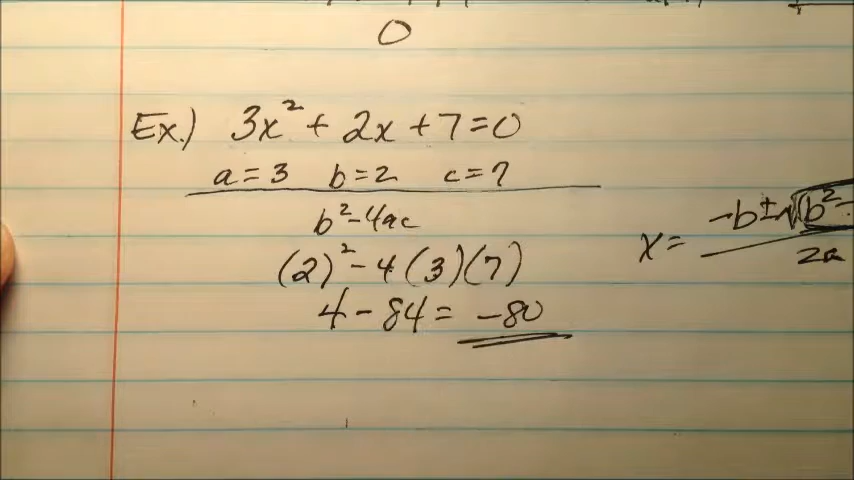 0
Ex.) 3x² + 2x + 7 = 0
a = 3 b = 2 c = 7
b² - 4ac
(2)² - 4 (3)(7)
4 - 84 = -80
x = -b ± √(b² -
2a